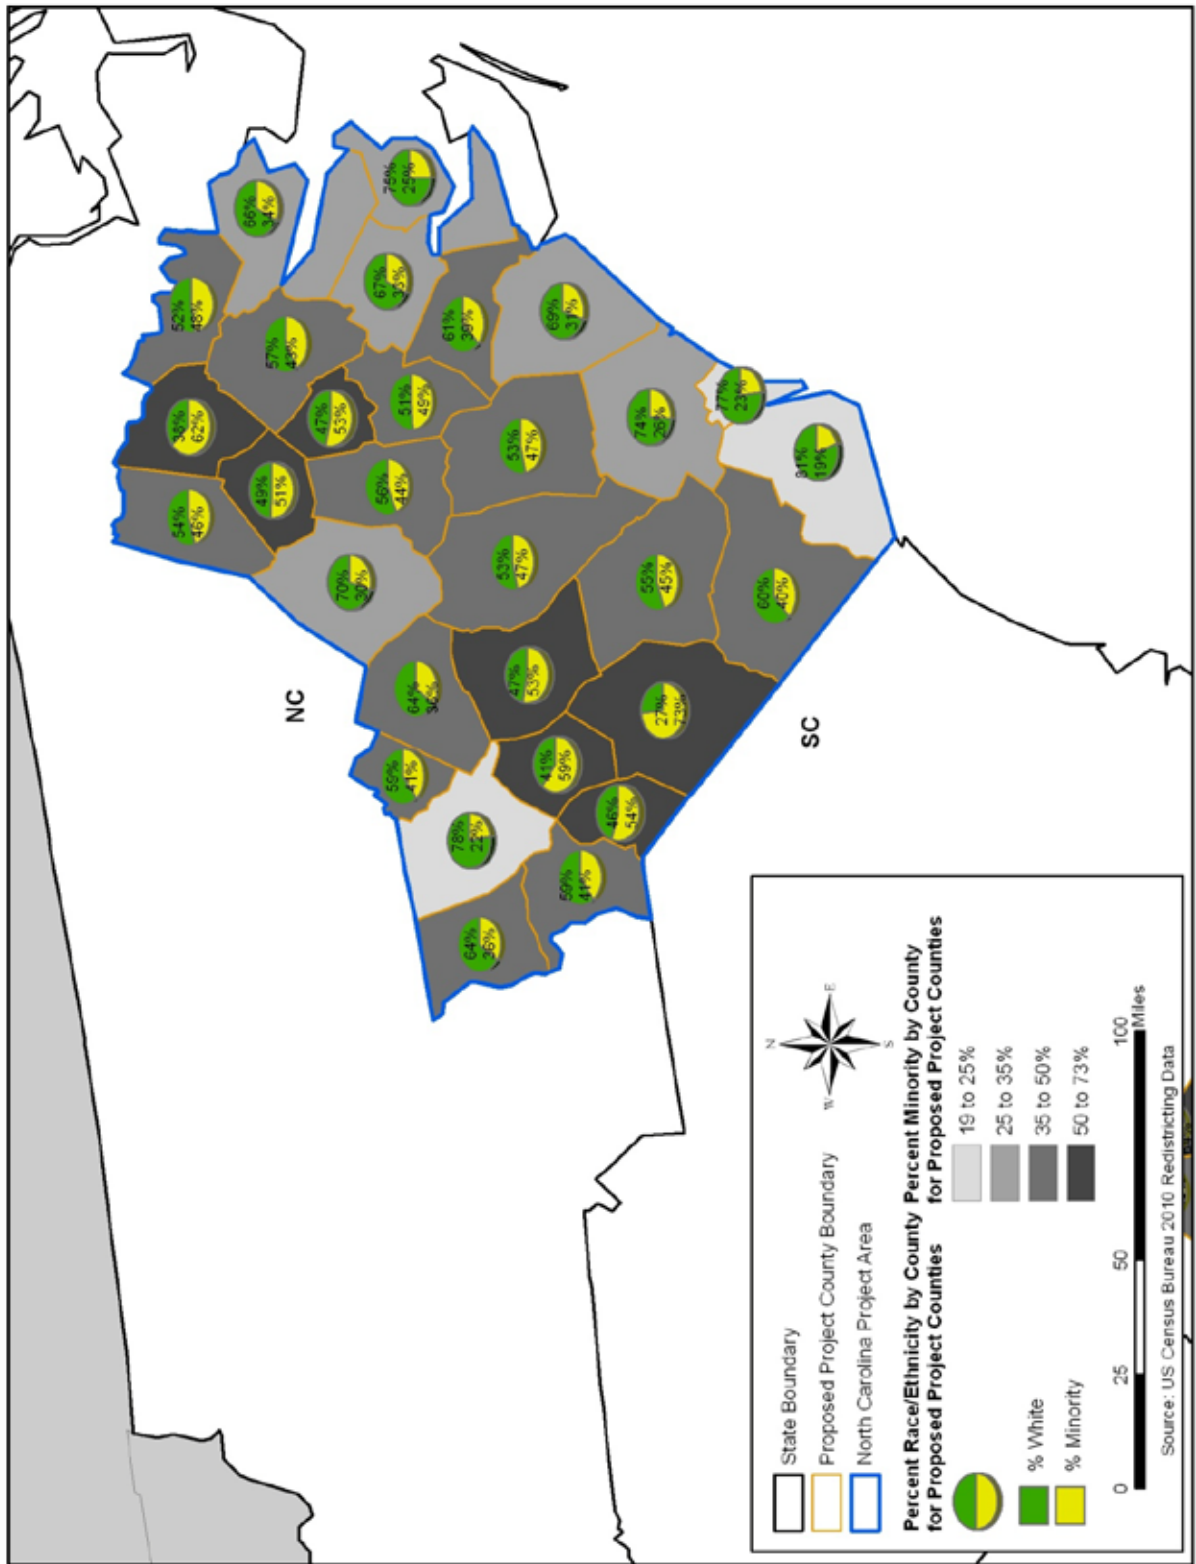 54%
46%
38%
62%
52%
48%
66%
34%
49%
51%
57%
43%
NC
47%
53%
70%
30%
56%
44%
67%
33%
59%
41%
75%
25%
51%
49%
64%
36%
61%
39%
78%
22%
64%
36%
53%
47%
53%
47%
47%
53%
41%
59%
69%
31%
59%
41%
46%
54%
74%
26%
55%
45%
27%
73%
77%
23%
60%
40%
SC
81%
19%
State Boundary
Proposed Project County Boundary
North Carolina Project Area
N
W
E
S
Percent Race/Ethnicity by County
for Proposed Project Counties
% White
% Minority
Percent Minority by County
for Proposed Project Counties
19 to 25%
25 to 35%
35 to 50%
50 to 73%
0 25 50 100
Miles
Source: US Census Bureau 2010 Redistricting Data